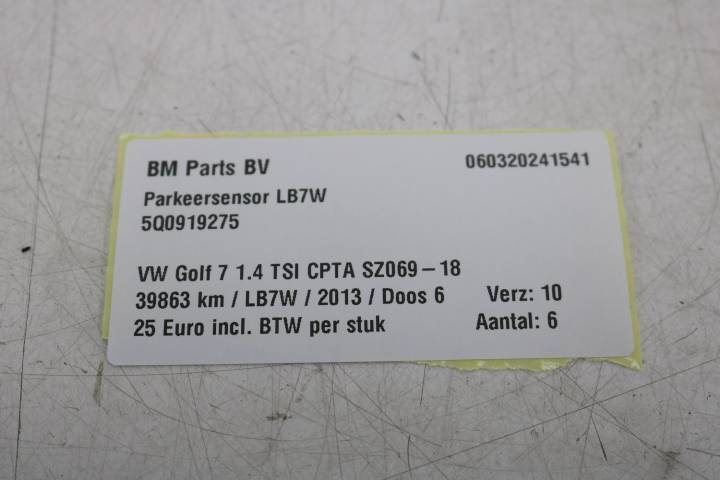 BM Parts BV 060320241541
Parkeersensor LB7W
5Q0919275
VW Golf 7 1.4 TSI CPTA SZ069-18
39863 km / LB7W / 2013 / Doos 6 Verz: 10
25 Euro incl. BTW per stuk Aantal: 6